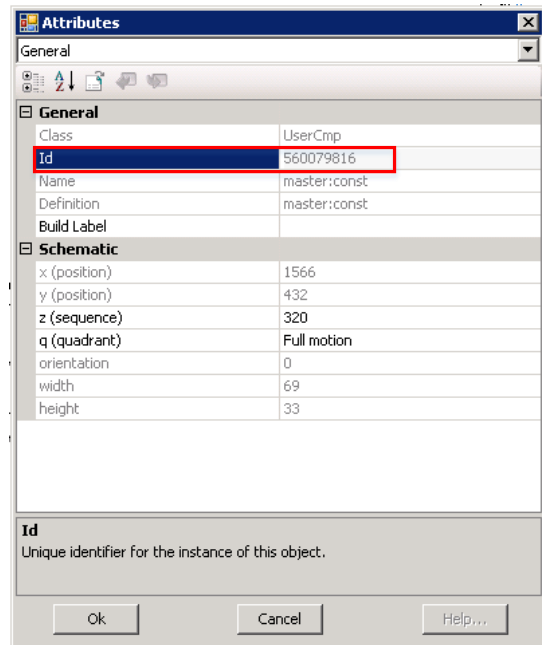 Attributes
General
General
Class UserCmp
Id 560079816
Name master:const
Definition master:const
Build Label
Schematic
x (position) 1566
y (position) 432
z (sequence) 320
q (quadrant) Full motion
orientation 0
width 69
height 33
Id
Unique identifier for the instance of this object.
Ok Cancel Help...